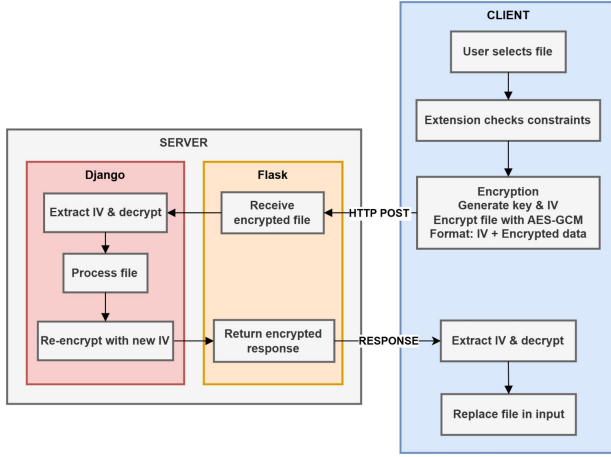 CLIENT
User selects file
Extension checks constraints
Encryption
Generate key & IV
Encrypt file with AES-GCM
Format: IV + Encrypted data
HTTP POST
SERVER
Flask
Receive
encrypted file
Django
Extract IV & decrypt
Process file
Re-encrypt with new IV
Return encrypted
response
RESPONSE
Extract IV & decrypt
Replace file in input